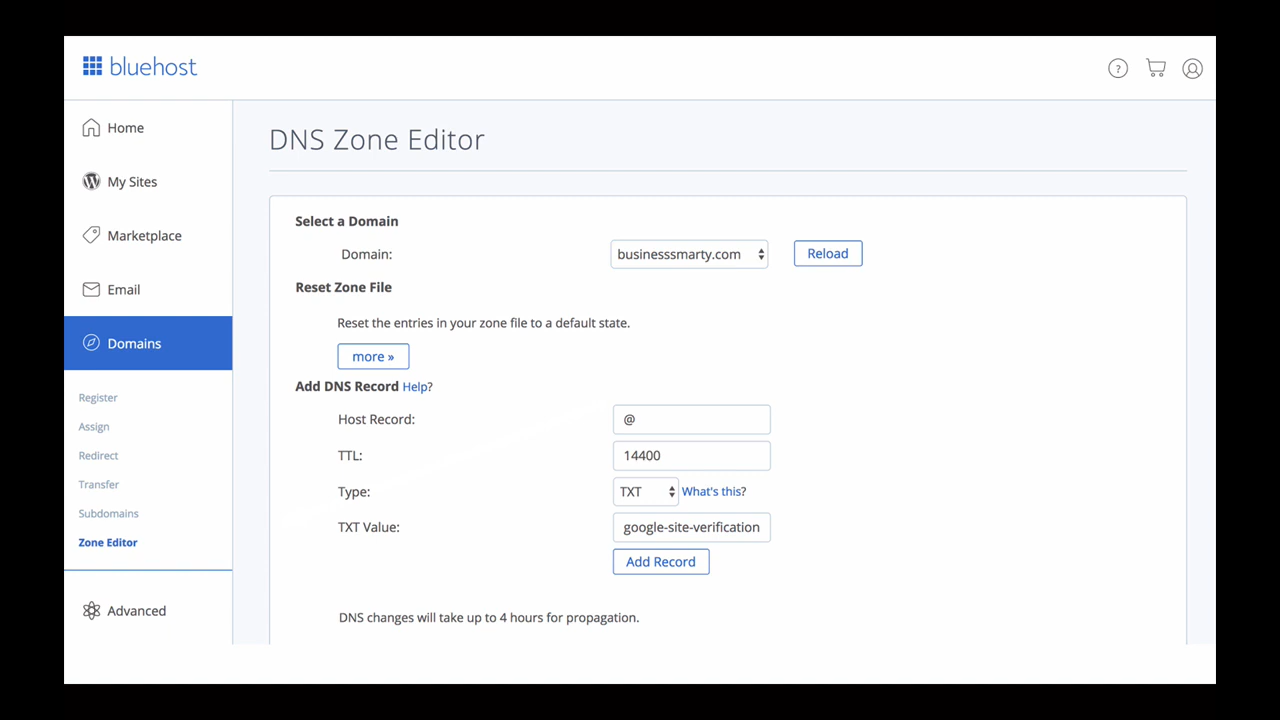 bluehost
?
Home
My Sites
Marketplace
Email
Domains
Register
Assign
Redirect
Transfer
Subdomains
Zone Editor
Advanced
DNS Zone Editor
Select a Domain
Domain: businesssmarty.com Reload
Reset Zone File
Reset the entries in your zone file to a default state.
more »
Add DNS Record Help?
Host Record: @
TTL: 14400
Type: TXT What's this?
TXT Value: google-site-verification
Add Record
DNS changes will take up to 4 hours for propagation.